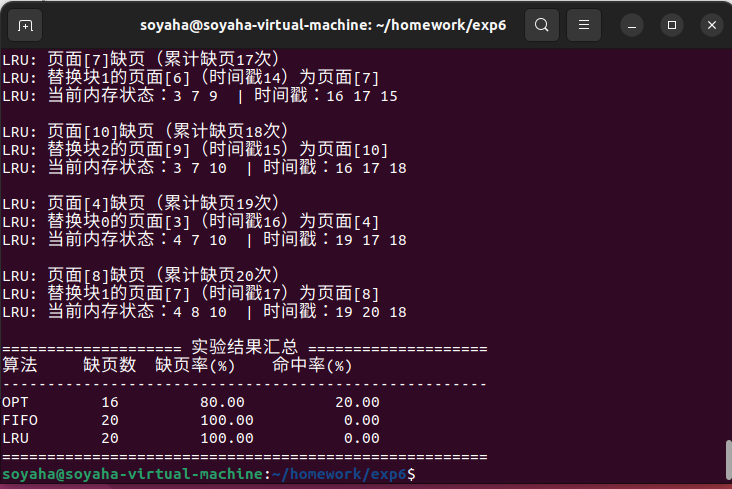 soyaha@soyaha-virtual-machine: ~/homework/exp6
LRU: 页面[7]缺页（累计缺页17次）
LRU: 替换块1的页面[6]（时间戳14）为页面[7]
LRU: 当前内存状态：3 7 9  | 时间戳：16 17 15
LRU: 页面[10]缺页（累计缺页18次）
LRU: 替换块2的页面[9]（时间戳15）为页面[10]
LRU: 当前内存状态：3 7 10  | 时间戳：16 17 18
LRU: 页面[4]缺页（累计缺页19次）
LRU: 替换块0的页面[3]（时间戳16）为页面[4]
LRU: 当前内存状态：4 7 10  | 时间戳：19 17 18
LRU: 页面[8]缺页（累计缺页20次）
LRU: 替换块1的页面[7]（时间戳17）为页面[8]
LRU: 当前内存状态：4 8 10  | 时间戳：19 20 18
==================== 实验结果汇总 ====================
算法     缺页数  缺页率(%)    命中率(%)
------------------------------------------------------
OPT        16         80.00          20.00
FIFO       20         100.00         0.00
LRU        20         100.00         0.00
======================================================
soyaha@soyaha-virtual-machine:~/homework/exp6$